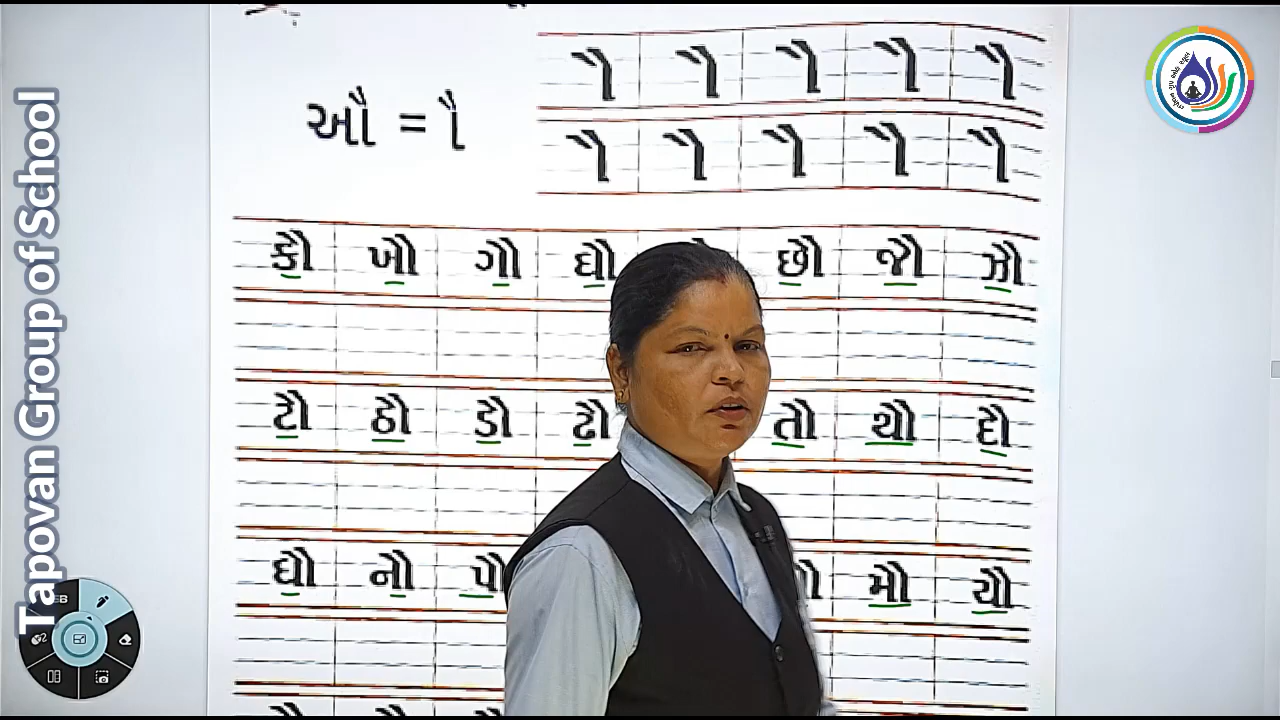 Tapovan Group of School
ૌ ૌ ૌ ૌ ૌ
ઔ = ૌ
ૌ ૌ ૌ ૌ ૌ
કૌ ખૌ ગૌ ઘૌ છૌ જૌ ઝૌ
ટૌ ઠૌ ડૌ ઢૌ તૌ થૌ દૌ
ધૌ નૌ પૌ મૌ યૌ